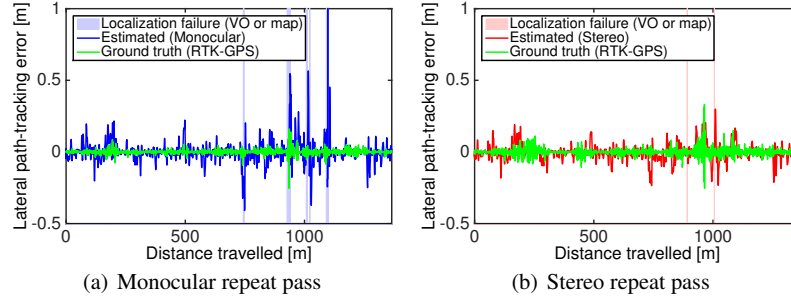 Lateral path-tracking error [m]
1
0.5
0
-0.5
Localization failure (VO or map)
Estimated (Monocular)
Ground truth (RTK-GPS)
0
500
1000
Distance travelled [m]
(a) Monocular repeat pass
Lateral path-tracking error [m]
1
0.5
0
-0.5
Localization failure (VO or map)
Estimated (Stereo)
Ground truth (RTK-GPS)
0
500
1000
Distance travelled [m]
(b) Stereo repeat pass